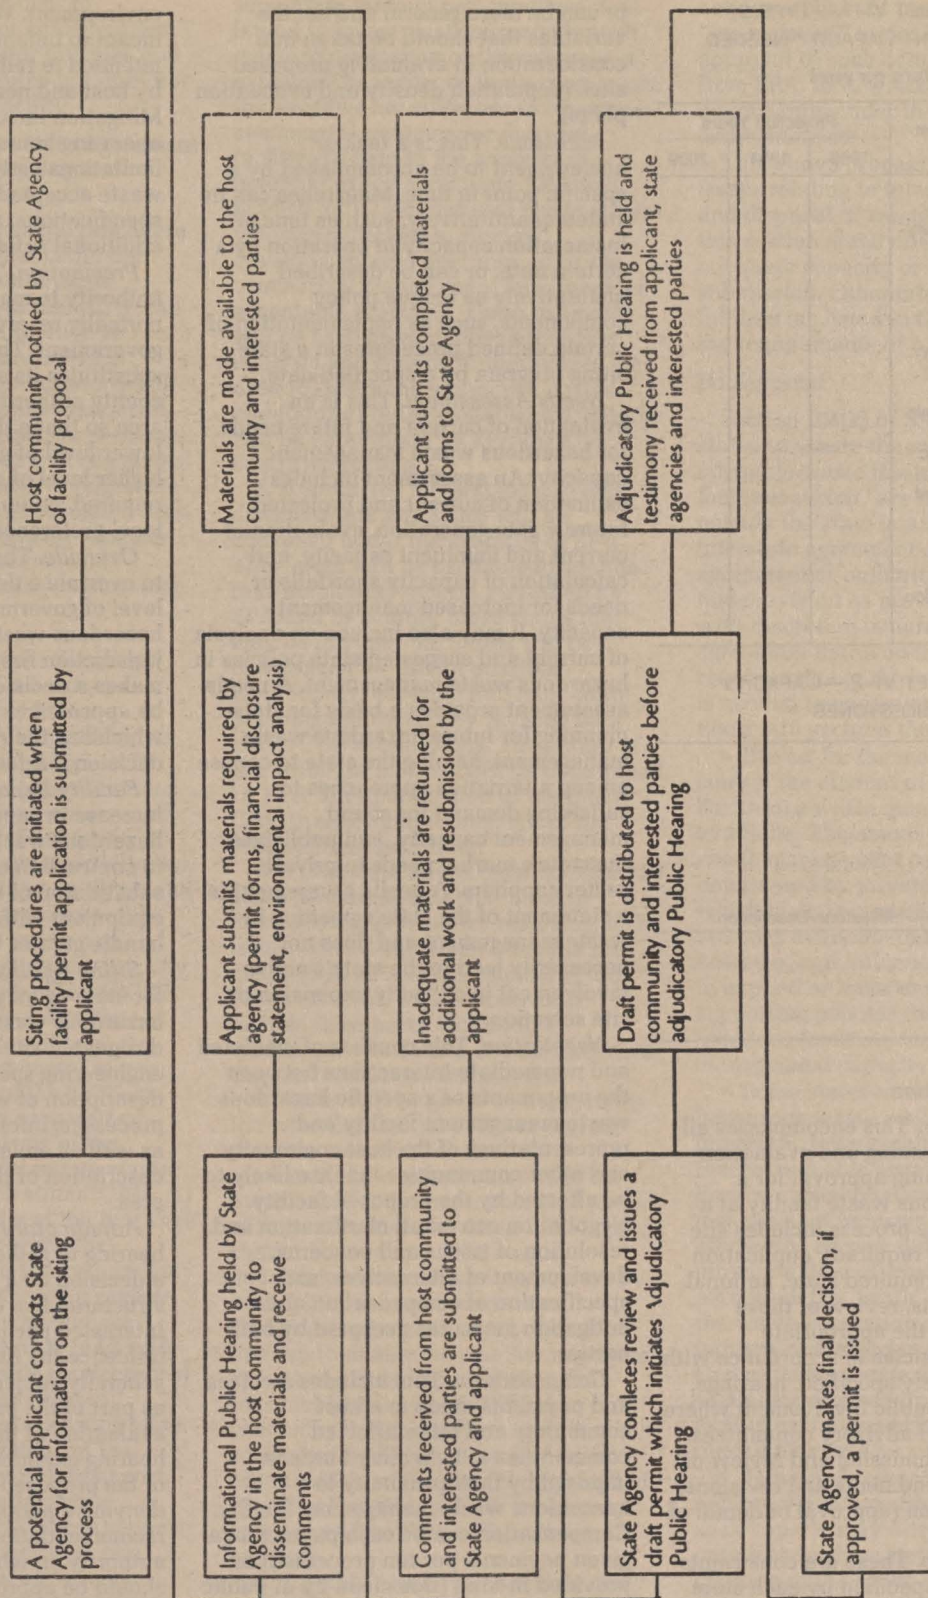 A potential applicant contacts State
Agency for information on the siting
process
Siting procedures are initiated when
facility permit application is submitted by
applicant
Host community notified by State Agency
of facility proposal
Informational Public Hearing held by State
Agency in the host community to
disseminate materials and receive
comments
Applicant submits materials required by
agency (permit forms, financial disclosure
statement, environmental impact analysis)
Materials are made available to the host
community and interested parties
Comments received from host community
and interested parties are submitted to
State Agency and applicant
Inadequate materials are returned for
additional work and resubmission by the
applicant
Applicant submits completed materials
and forms to State Agency
State Agency comletes review and issues a
draft permit which initiates Adjudicatory
Public Hearing
Draft permit is distributed to host
community and interested parties before
adjudicatory Public Hearing
Adjudicatory Public Hearing is held and
testimony received from applicant, state
agencies and interested parties
State Agency makes final decision, if
approved, a permit is issued